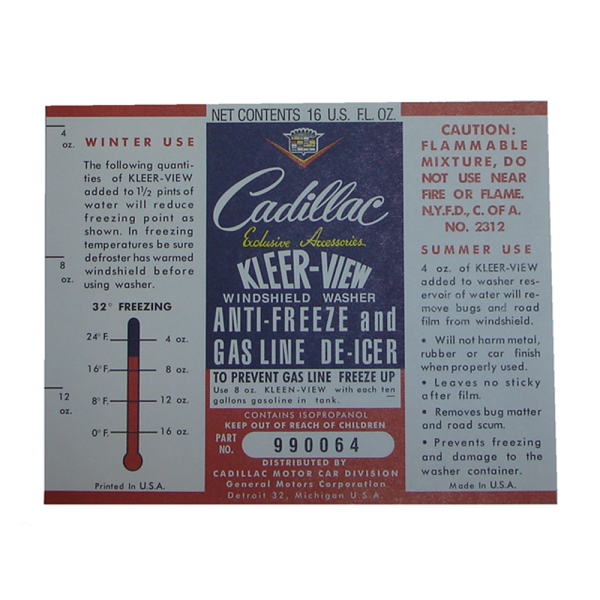 4
oz.
8
oz.
12
oz.
WINTER USE
The following quanti-
ties of KLEER-VIEW
added to 1½ pints of
water will reduce
freezing point as
shown. In freezing
temperatures be sure
defroster has warmed
windshield before
using washer.
32° FREEZING
24° F. 4 oz.
16° F. 8 oz.
8° F. 12 oz.
0° F. 16 oz.
Printed In U.S.A.
NET CONTENTS 16 U.S. FL. OZ.
Cadillac
Exclusive Accessories
KLEER-VIEW
WINDSHIELD WASHER
ANTI-FREEZE and
GAS LINE DE-ICER
TO PREVENT GAS LINE FREEZE UP
Use 8 oz. KLEEN-VIEW with each ten
gallons gasoline in tank.
CONTAINS ISOPROPANOL
KEEP OUT OF REACH OF CHILDREN
PART
NO. 990064
DISTRIBUTED BY
CADILLAC MOTOR CAR DIVISION
General Motors Corporation
Detroit 32, Michigan U.S.A.
CAUTION:
FLAMMABLE
MIXTURE, DO
NOT USE NEAR
FIRE OR FLAME.
N.Y.F.D., C. OF A.
NO. 2312
SUMMER USE
4 oz. of KLEER-VIEW
added to washer res-
ervoir of water will re-
move bugs and road
film from windshield.
• Will not harm metal,
rubber or car finish
when properly used.
• Leaves no sticky
after film.
• Removes bug matter
and road scum.
• Prevents freezing
and damage to the
washer container.
Made In U.S.A.